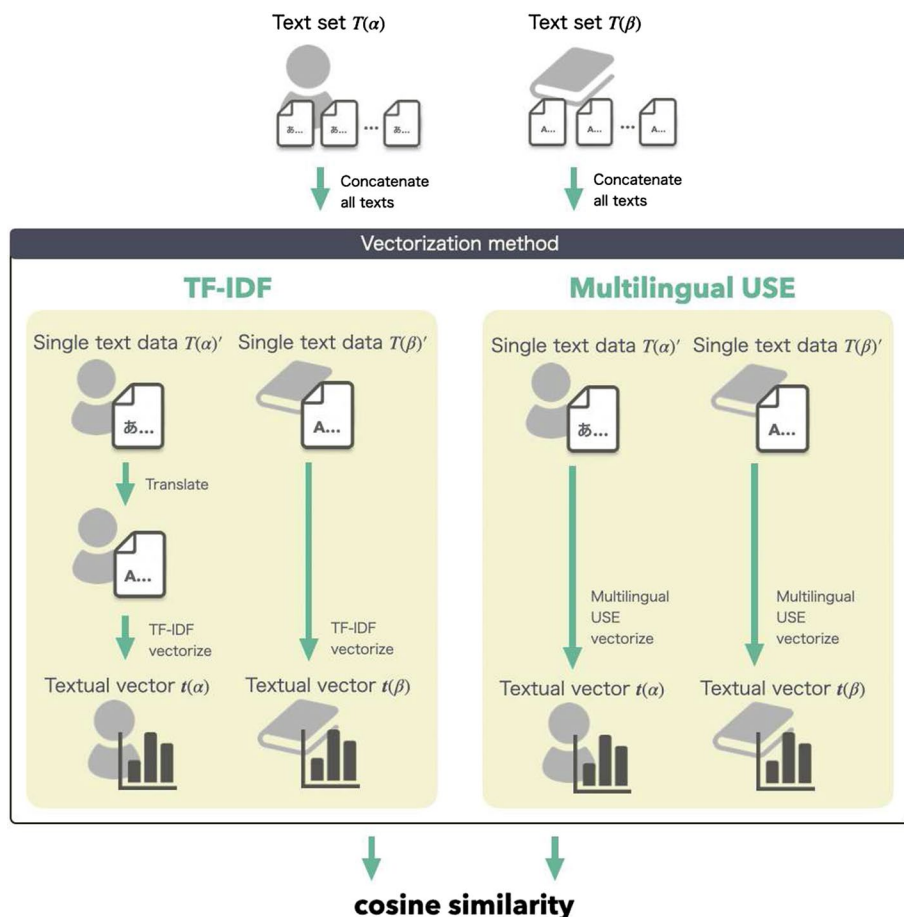 Text set T(α)
Text set T(β)
あ...
あ...
...
あ...
A...
A...
...
A...
Concatenate
all texts
Concatenate
all texts
Vectorization method
TF-IDF
Multilingual USE
Single text data T(α)′
Single text data T(β)′
Single text data T(α)′
Single text data T(β)′
あ...
A...
あ...
A...
Translate
A...
TF-IDF
vectorize
TF-IDF
vectorize
Multilingual
USE
vectorize
Multilingual
USE
vectorize
Textual vector t(α)
Textual vector t(β)
Textual vector t(α)
Textual vector t(β)
cosine similarity